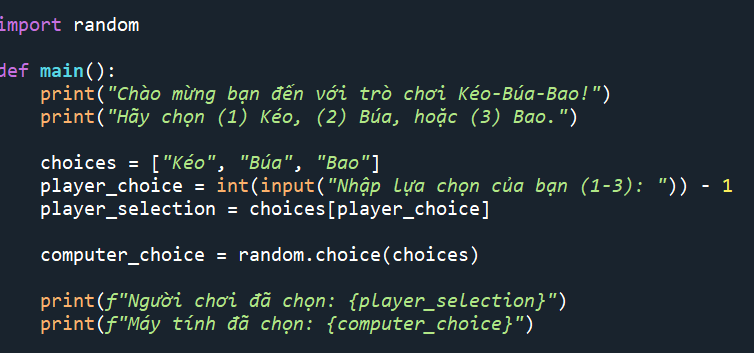 import random
def main():
print("Chào mừng bạn đến với trò chơi Kéo-Búa-Bao!")
print("Hãy chọn (1) Kéo, (2) Búa, hoặc (3) Bao.")
choices = ["Kéo", "Búa", "Bao"]
player_choice = int(input("Nhập lựa chọn của bạn (1-3): ")) - 1
player_selection = choices[player_choice]
computer_choice = random.choice(choices)
print(f"Người chơi đã chọn: {player_selection}")
print(f"Máy tính đã chọn: {computer_choice}")